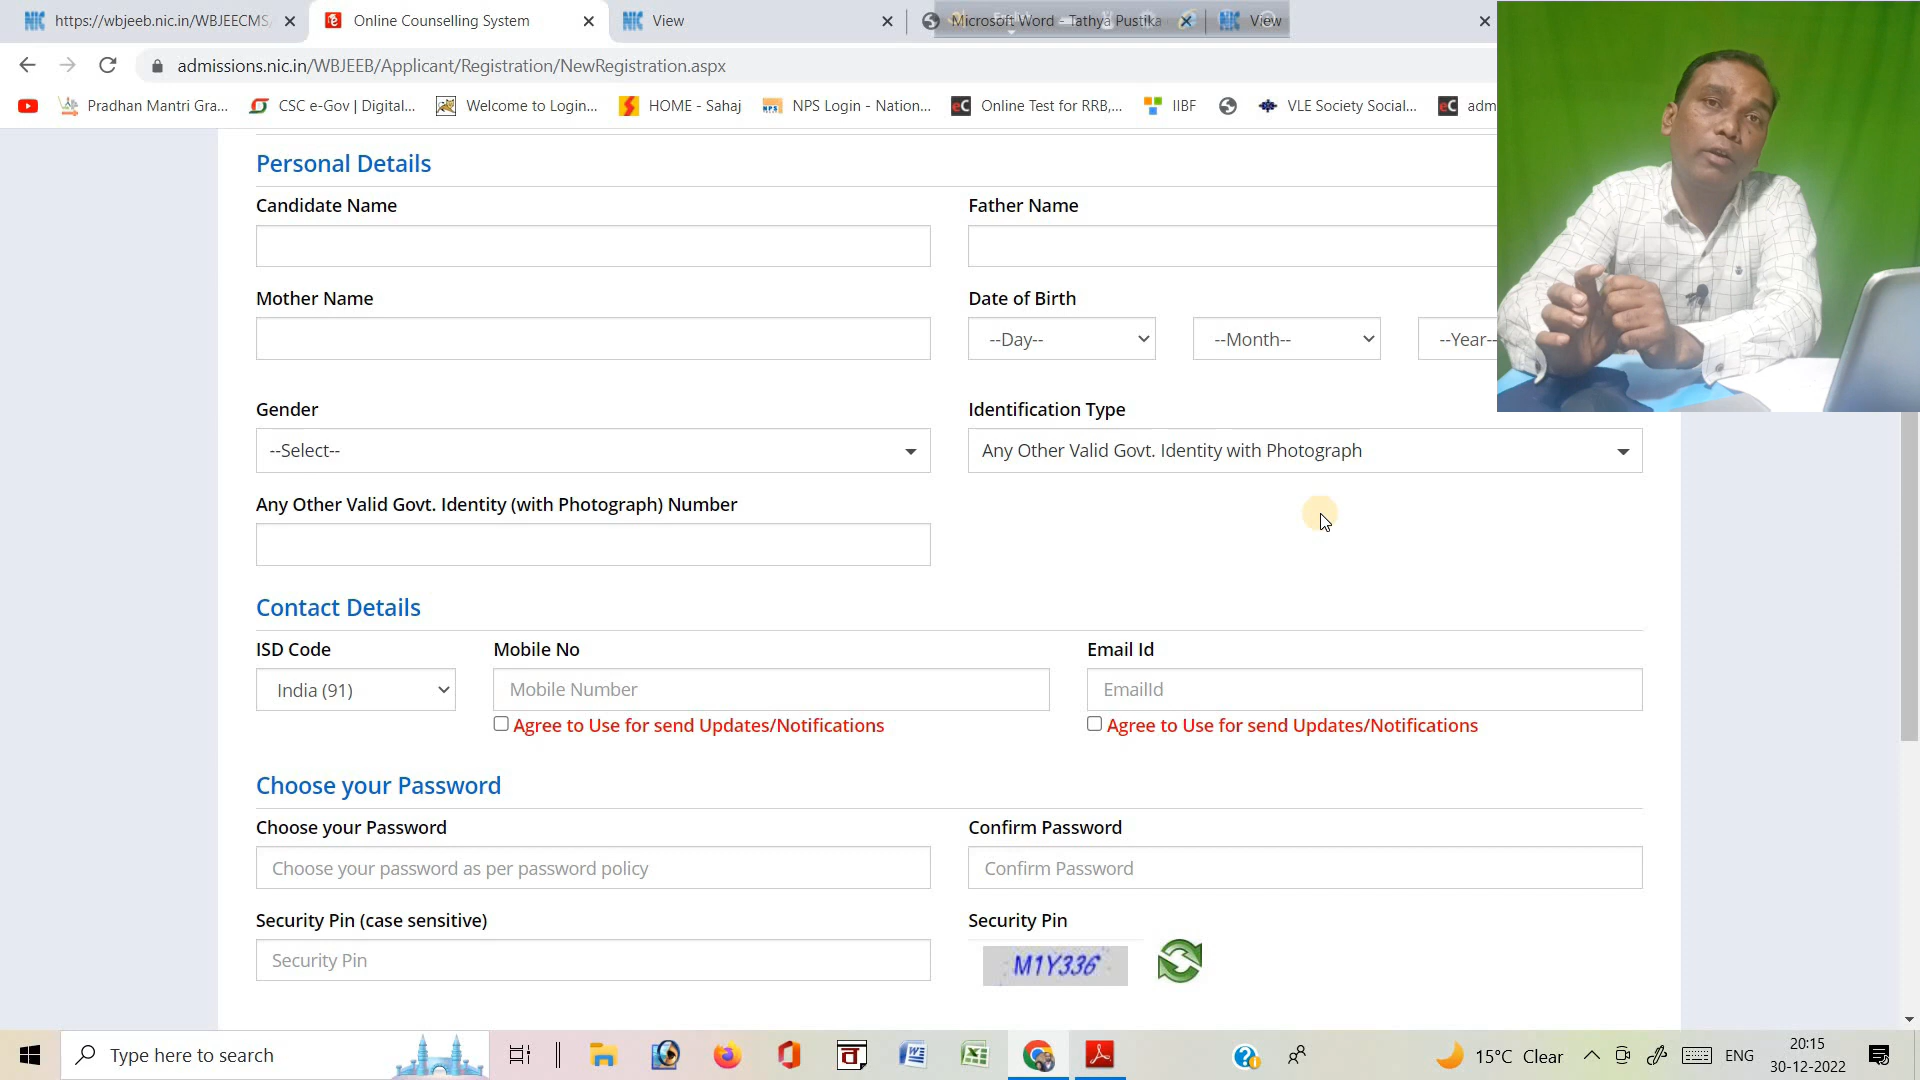 https://wbjeeb.nic.in/WBJEECMS
Online Counselling System
View
Microsoft Word - Tathya Pustika
View
admissions.nic.in/WBJEEB/Applicant/Registration/NewRegistration.aspx
Pradhan Mantri Gra...
CSC e-Gov | Digital...
Welcome to Login...
HOME - Sahaj
NPS Login - Nation...
Online Test for RRB,...
IIBF
VLE Society Social...
adm
Personal Details
Candidate Name
Father Name
Mother Name
Date of Birth
--Day--
--Month--
--Year--
Gender
Identification Type
--Select--
Any Other Valid Govt. Identity with Photograph
Any Other Valid Govt. Identity (with Photograph) Number
Contact Details
ISD Code
Mobile No
Email Id
India (91)
Mobile Number
EmailId
Agree to Use for send Updates/Notifications
Agree to Use for send Updates/Notifications
Choose your Password
Choose your Password
Confirm Password
Choose your password as per password policy
Confirm Password
Security Pin (case sensitive)
Security Pin
Security Pin
M1Y336
Type here to search
15°C Clear
ENG
20:15
30-12-2022